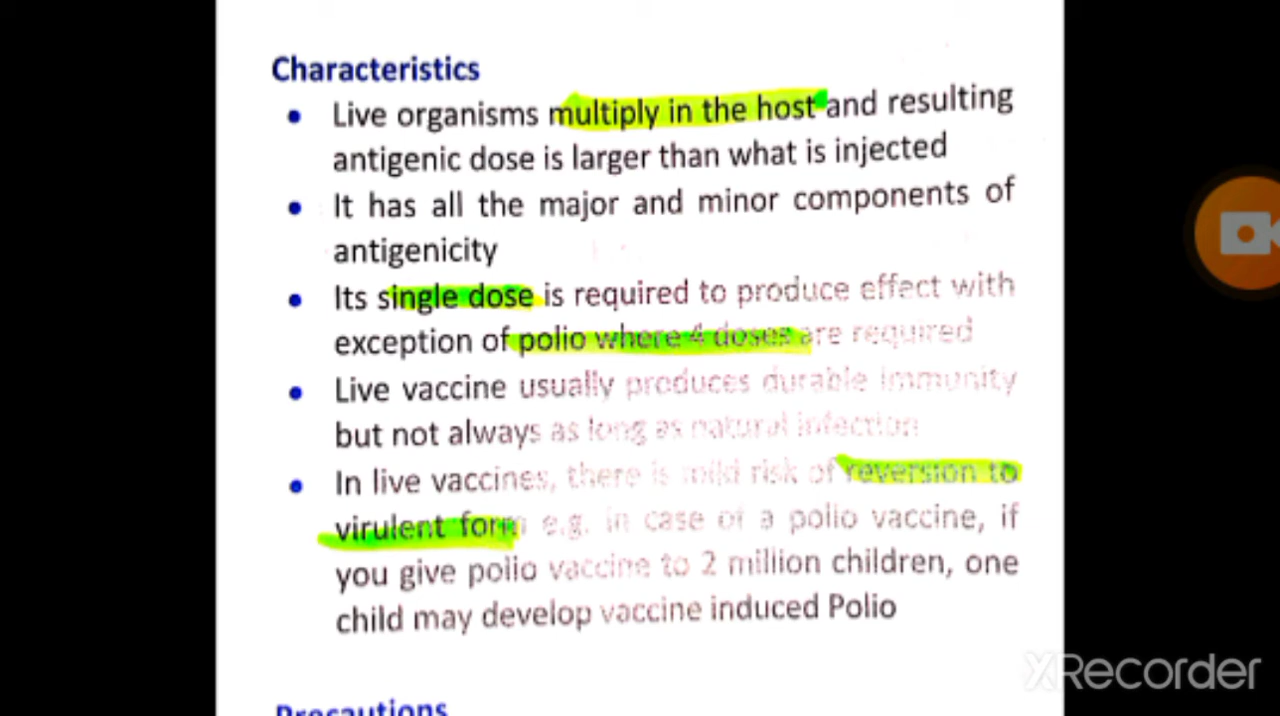 Characteristics
• Live organisms multiply in the host and resulting
antigenic dose is larger than what is injected
• It has all the major and minor components of
antigenicity
• Its single dose is required to produce effect with
exception of polio where 4 doses are required
• Live vaccine usually produces durable immunity
but not always as long as natural infection
• In live vaccines, there is mild risk of reversion to
virulent form e.g. in case of a polio vaccine, if
you give polio vaccine to 2 million children, one
child may develop vaccine induced Polio
Precautions
XRecorder